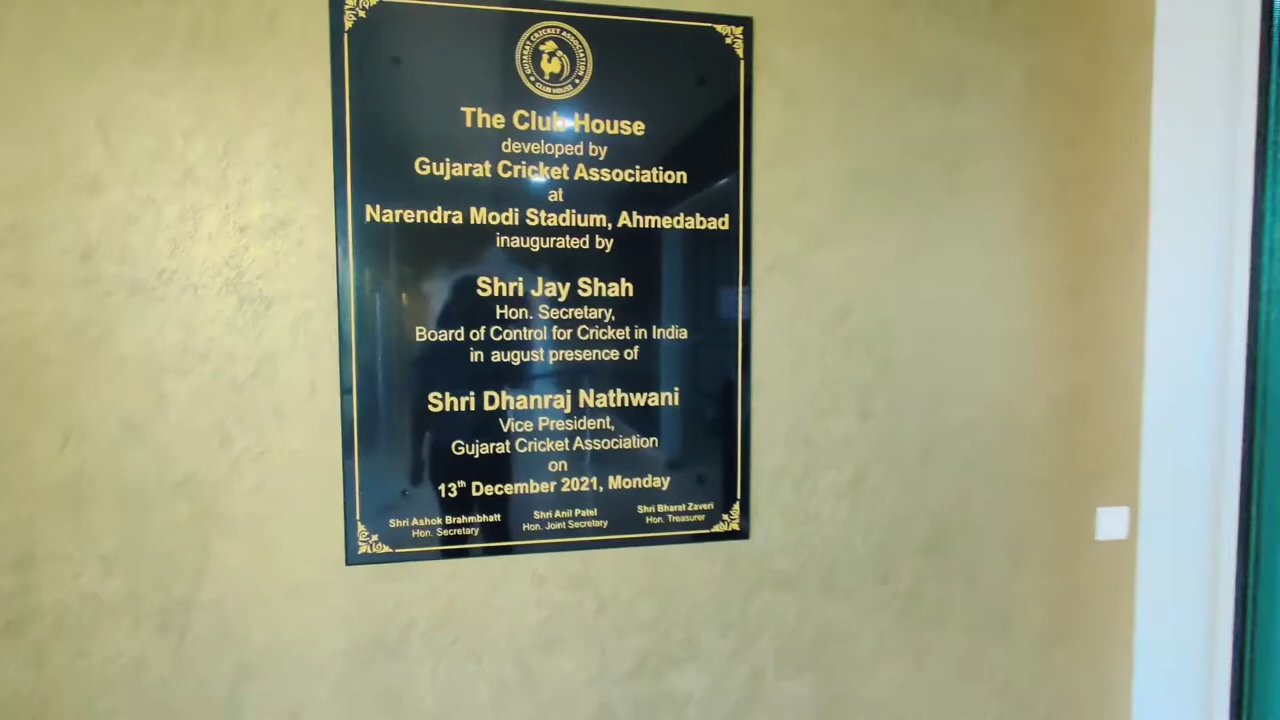 GUJARAT CRICKET ASSOCIATION
CLUB HOUSE
The Club House
developed by
Gujarat Cricket Association
at
Narendra Modi Stadium, Ahmedabad
inaugurated by
Shri Jay Shah
Hon. Secretary,
Board of Control for Cricket in India
in august presence of
Shri Dhanraj Nathwani
Vice President,
Gujarat Cricket Association
on
13th December 2021, Monday
Shri Ashok Brahmbhatt
Hon. Secretary
Shri Anil Patel
Hon. Joint Secretary
Shri Bharat Zaveri
Hon. Treasurer